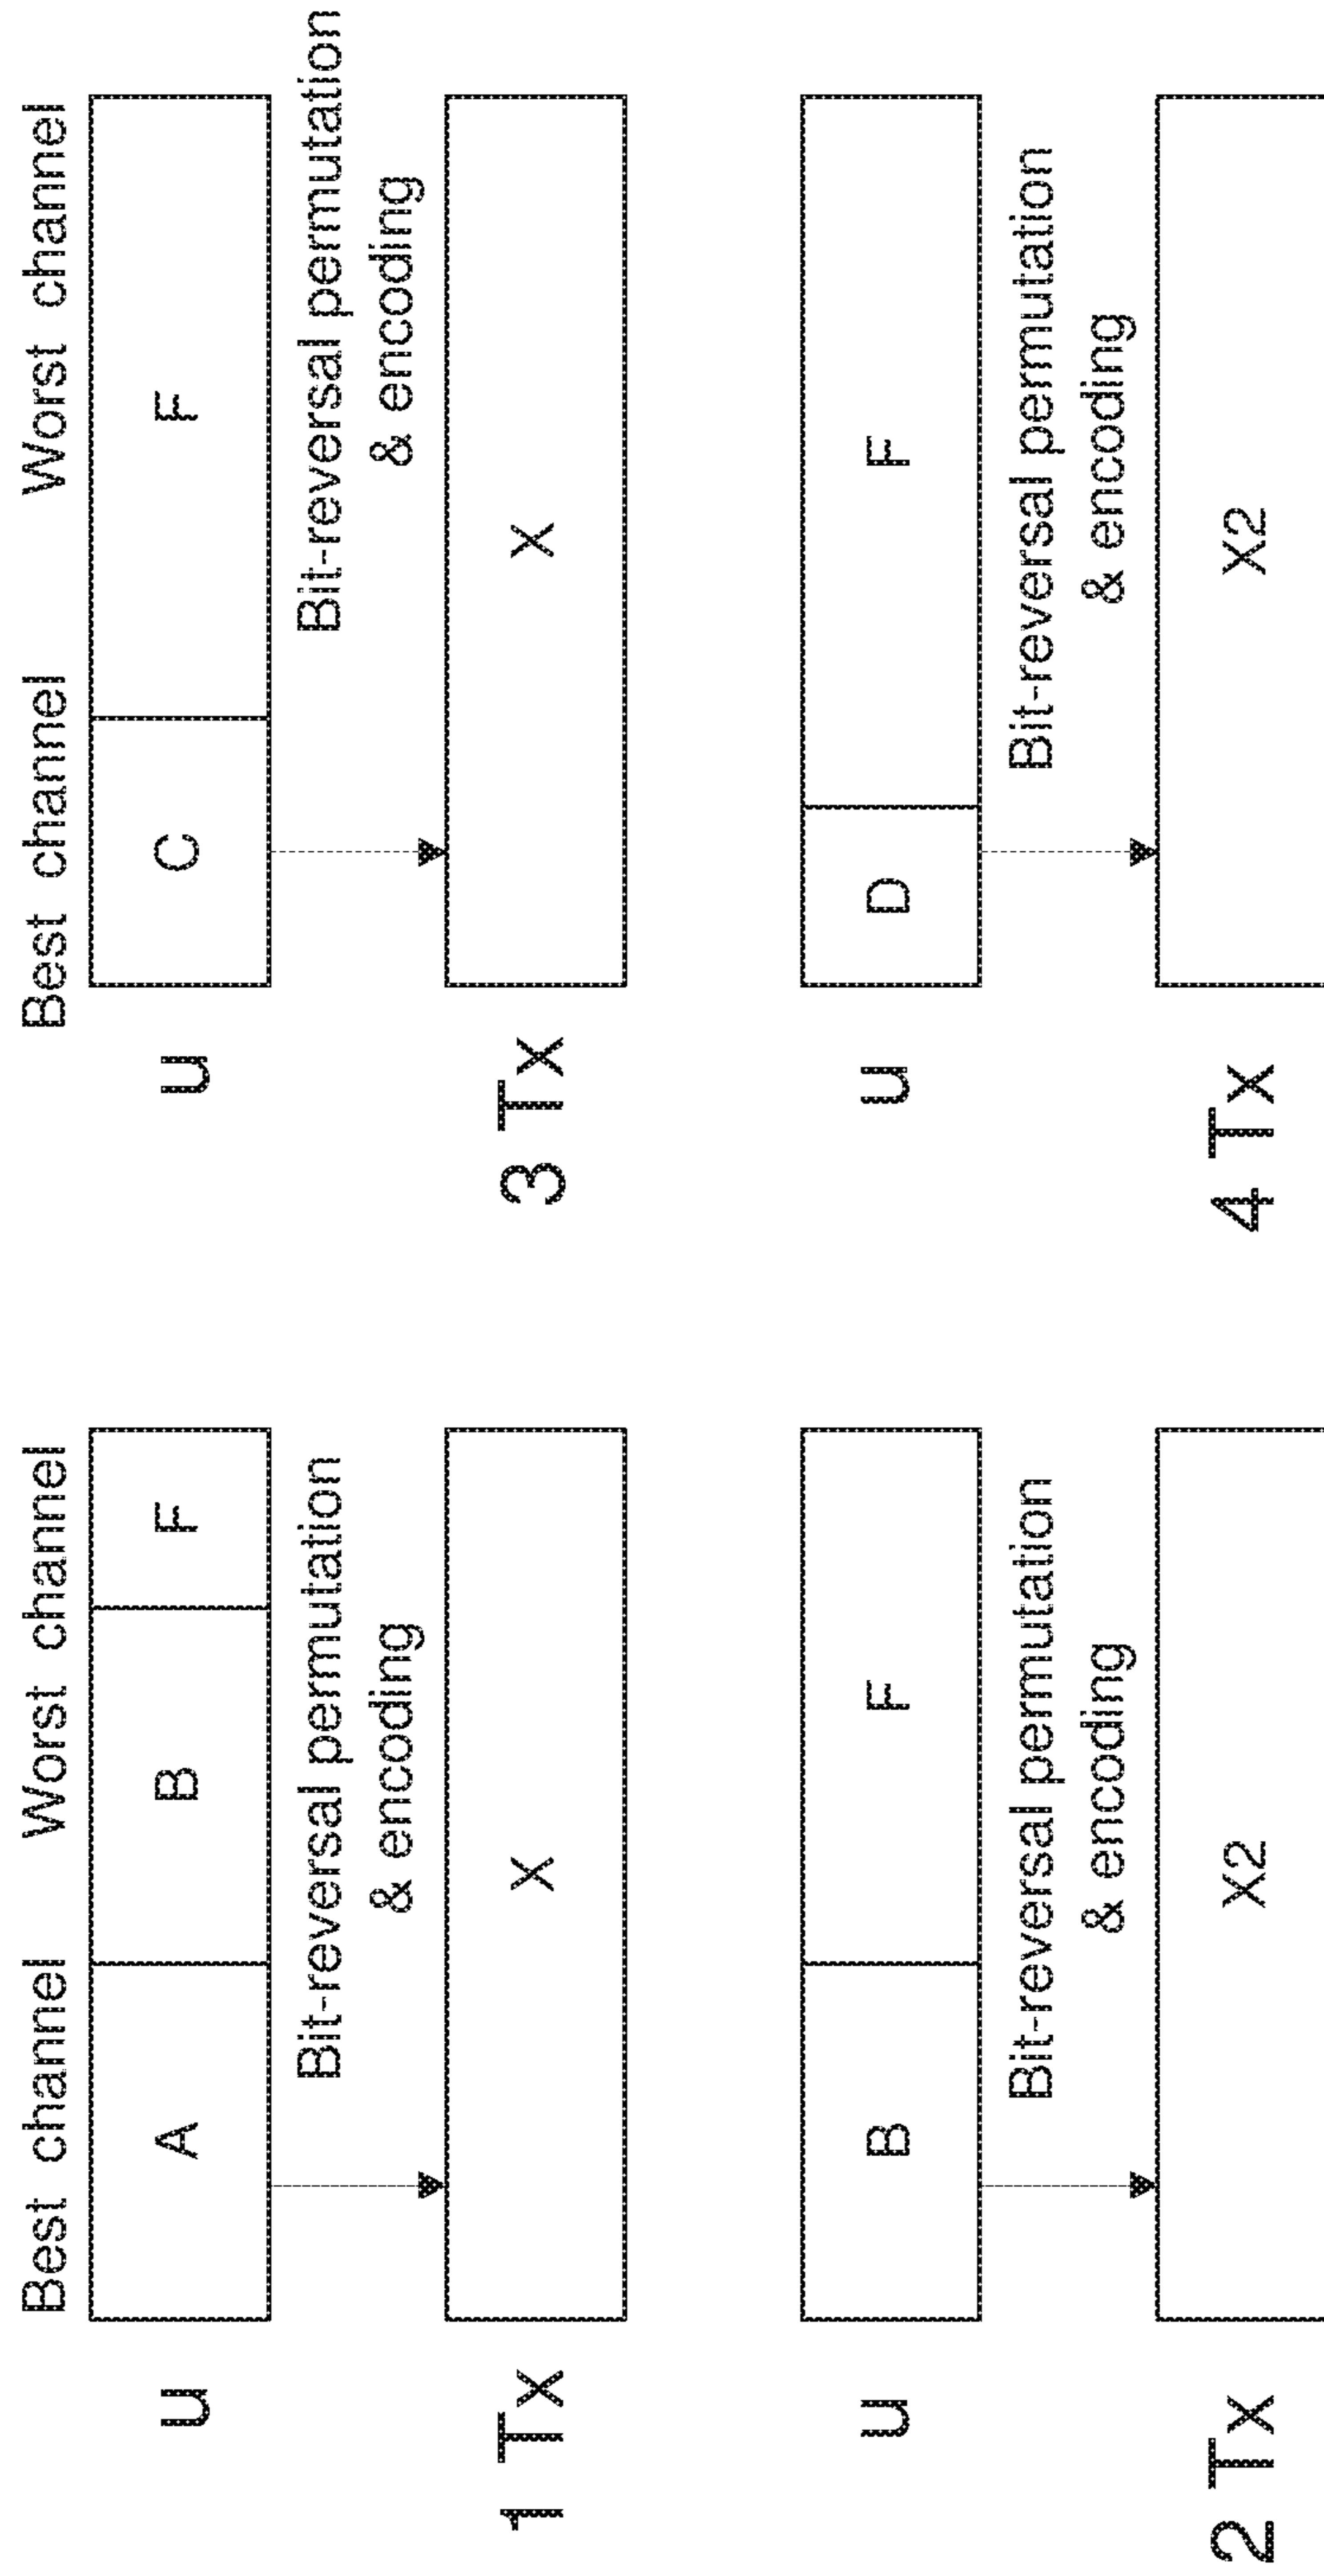 Best channel Worst channel
u
A
B
F
Bit-reversal permutation
& encoding
1 Tx
X
u
B
F
Bit-reversal permutation
& encoding
2 Tx
X2
Best channel Worst channel
u
C
F
Bit-reversal permutation
& encoding
3 Tx
X
u
D
F
Bit-reversal permutation
& encoding
4 Tx
X2